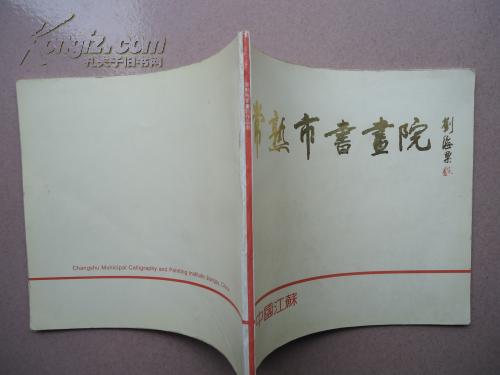 Kongfz.com
孔夫子旧书网
常熟市書畫院
劉海粟
中國江蘇
Changshu Municipal Calligraphy and Painting Institute Jiangsu, China